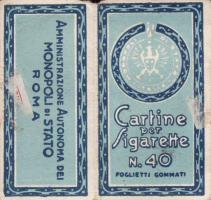 AMMINISTRAZIONE AUTONOMA DEI
MONOPOLI DI STATO
ROMA
Cartine
per
Sigarette
N. 40
FOGLIETTI GOMMATI